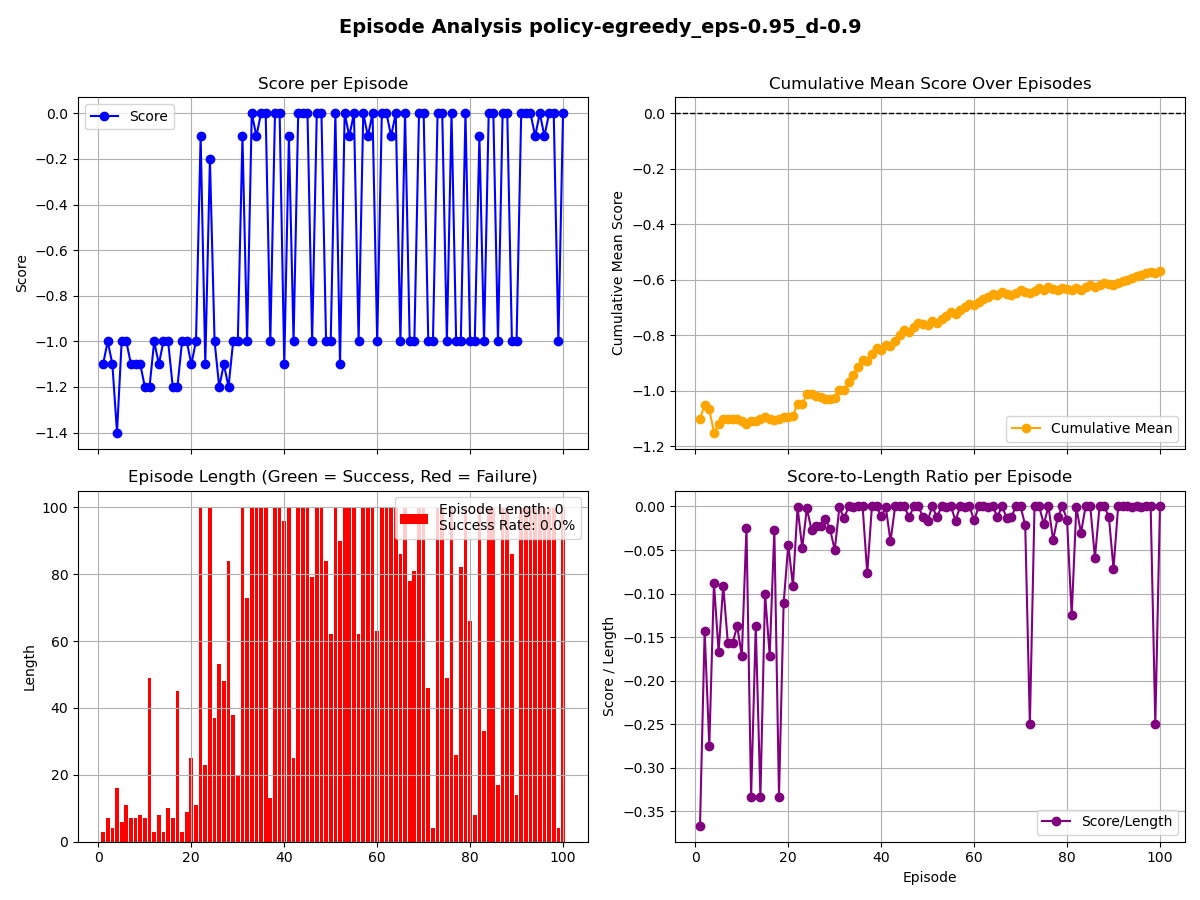 Episode Analysis policy-egreedy_eps-0.95_d-0.9
Score per Episode
Score
0.0
−0.2
−0.4
−0.6
−0.8
−1.0
−1.2
−1.4
Score
Cumulative Mean Score Over Episodes
0.0
−0.2
−0.4
−0.6
−0.8
−1.0
−1.2
Cumulative Mean Score
Cumulative Mean
Episode Length (Green = Success, Red = Failure)
Episode Length:
Success Rate: 0.0%
100
80
60
40
20
0
Length
0 20 40 60 80 100
Score-to-Length Ratio per Episode
0.00
−0.05
−0.10
−0.15
−0.20
−0.25
−0.30
−0.35
Score / Length
Score/Length
0 20 40 60 80 100
Episode